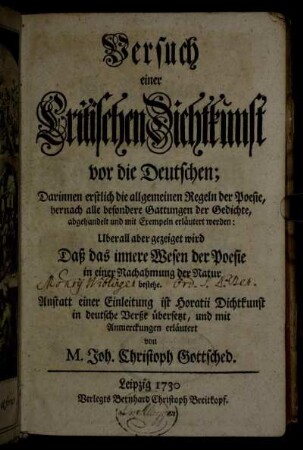 Versuch
einer
Critischen Dichtkunst
vor die Deutschen;
Darinnen erstlich die allgemeinen Regeln der Poesie,
hernach alle besondere Gattungen der Gedichte,
abgehandelt und mit Exempeln erläutert werden:
Uberall aber gezeiget wird
Daß das innere Wesen der Poesie
in einer Nachahmung der Natur
bestehe.
Anstatt einer Einleitung ist Horatii Dichtkunst
in deutsche Verße übersetzt, und mit
Anmerckungen erläutert
von
M. Joh. Christoph Gottsched.
Leipzig 1730
Verlegts Bernhard Christoph Breitkopf.